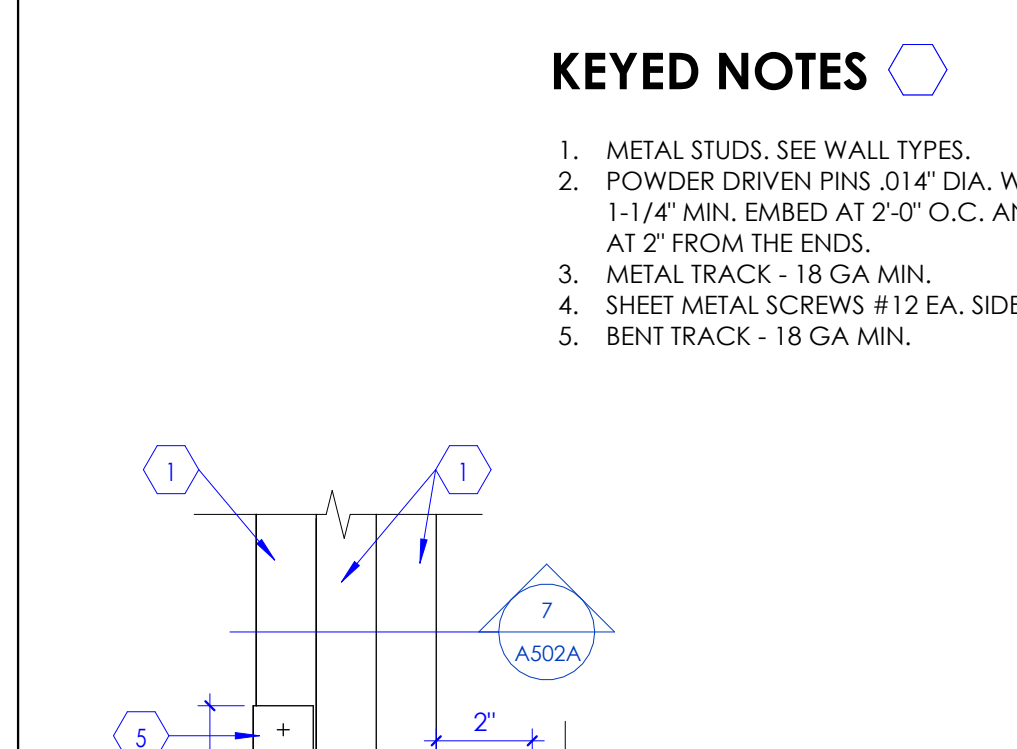 KEYED NOTES
1. METAL STUDS. SEE WALL TYPES.
2. POWDER DRIVEN PINS .014" DIA. W
1-1/4" MIN. EMBED AT 2'-0" O.C. AN
AT 2" FROM THE ENDS.
3. METAL TRACK - 18 GA MIN.
4. SHEET METAL SCREWS #12 EA. SIDE
5. BENT TRACK - 18 GA MIN.
1
1
7
A502A
2"
5